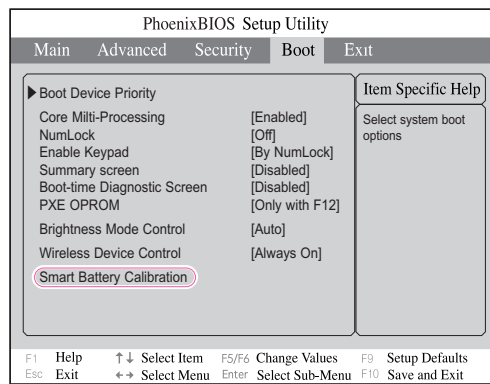 PhoenixBIOS Setup Utility
Main Advanced Security Boot Exit
Boot Device Priority
Core Milti-Processing [Enabled]
NumLock [Off]
Enable Keypad [By NumLock]
Summary screen [Disabled]
Boot-time Diagnostic Screen [Disabled]
PXE OPROM [Only with F12]
Brightness Mode Control [Auto]
Wireless Device Control [Always On]
Smart Battery Calibration
Item Specific Help
Select system boot
options
F1 Help ↑↓ Select Item F5/F6 Change Values F9 Setup Defaults
Esc Exit ←→ Select Menu Enter Select Sub-Menu F10 Save and Exit